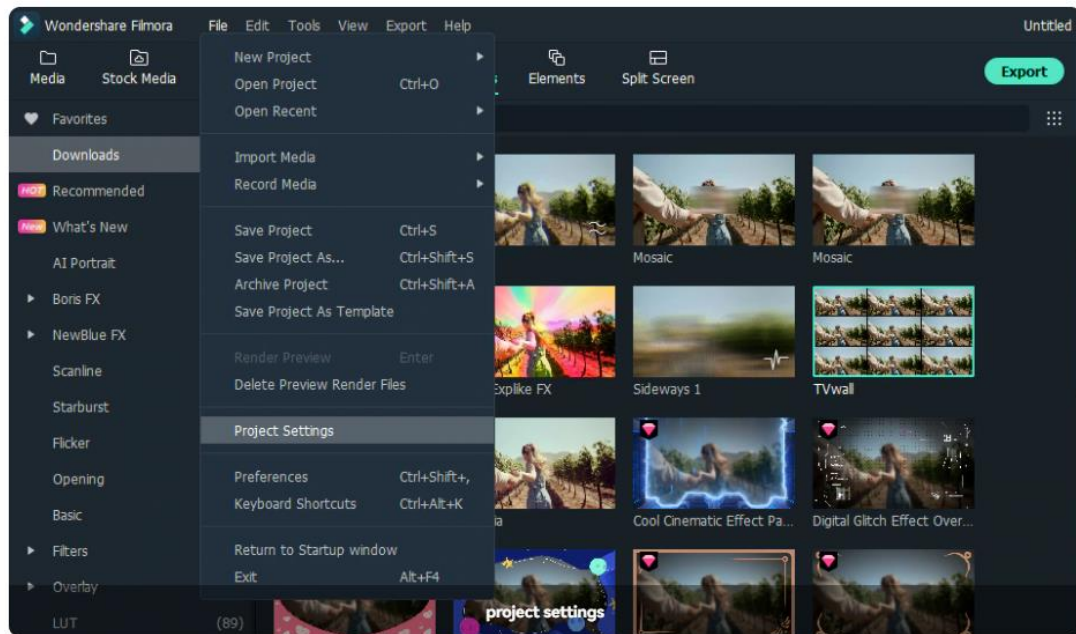 Wondershare Filmora File Edit Tools View Export Help Untitled
Media Stock Media Elements Split Screen Export
Favorites
Downloads
HOT Recommended
New What's New
AI Portrait
Boris FX
NewBlue FX
Scanline
Starburst
Flicker
Opening
Basic
Filters
Overlay
LUT (89)
New Project
Open Project Ctrl+O
Open Recent
Import Media
Record Media
Save Project Ctrl+S
Save Project As... Ctrl+Shift+S
Archive Project Ctrl+Shift+A
Save Project As Template
Render Preview Enter
Delete Preview Render Files
Project Settings
Preferences Ctrl+Shift+,
Keyboard Shortcuts Ctrl+Alt+K
Return to Startup window
Exit Alt+F4
Mosaic Mosaic
Explike FX Sideways 1 TVwall
Cool Cinematic Effect Pa... Digital Glitch Effect Over...
project settings